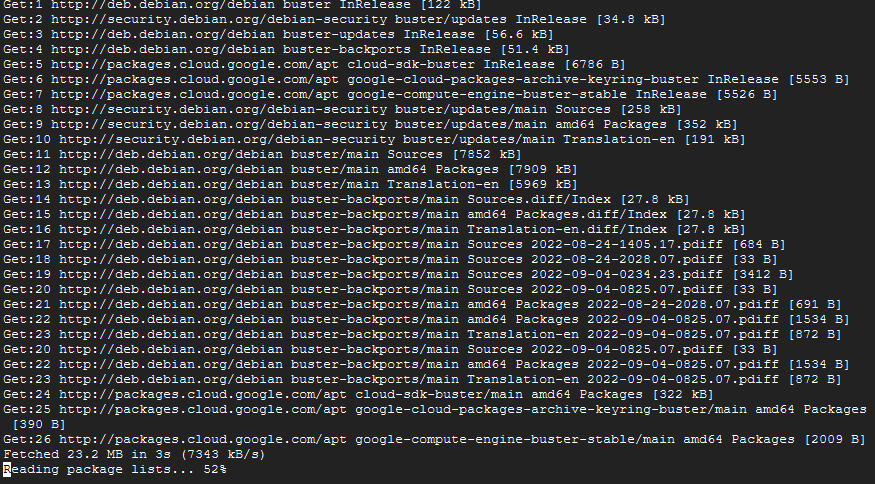 Get:1 http://deb.debian.org/debian buster InRelease [122 kB]
Get:2 http://security.debian.org/debian-security buster/updates InRelease [34.8 kB]
Get:3 http://deb.debian.org/debian buster-updates InRelease [56.6 kB]
Get:4 http://deb.debian.org/debian buster-backports InRelease [51.4 kB]
Get:5 http://packages.cloud.google.com/apt cloud-sdk-buster InRelease [6786 B]
Get:6 http://packages.cloud.google.com/apt google-cloud-packages-archive-keyring-buster InRelease [5553 B]
Get:7 http://packages.cloud.google.com/apt google-compute-engine-buster-stable InRelease [5526 B]
Get:8 http://security.debian.org/debian-security buster/updates/main Sources [258 kB]
Get:9 http://security.debian.org/debian-security buster/updates/main amd64 Packages [352 kB]
Get:10 http://security.debian.org/debian-security buster/updates/main Translation-en [191 kB]
Get:11 http://deb.debian.org/debian buster/main Sources [7852 kB]
Get:12 http://deb.debian.org/debian buster/main amd64 Packages [7909 kB]
Get:13 http://deb.debian.org/debian buster/main Translation-en [5969 kB]
Get:14 http://deb.debian.org/debian buster-backports/main Sources.diff/Index [27.8 kB]
Get:15 http://deb.debian.org/debian buster-backports/main amd64 Packages.diff/Index [27.8 kB]
Get:16 http://deb.debian.org/debian buster-backports/main Translation-en.diff/Index [27.8 kB]
Get:17 http://deb.debian.org/debian buster-backports/main Sources 2022-08-24-1405.17.pdiff [684 B]
Get:18 http://deb.debian.org/debian buster-backports/main Sources 2022-08-24-2028.07.pdiff [33 B]
Get:19 http://deb.debian.org/debian buster-backports/main Sources 2022-09-04-0234.23.pdiff [3412 B]
Get:20 http://deb.debian.org/debian buster-backports/main Sources 2022-09-04-0825.07.pdiff [33 B]
Get:21 http://deb.debian.org/debian buster-backports/main amd64 Packages 2022-08-24-2028.07.pdiff [691 B]
Get:22 http://deb.debian.org/debian buster-backports/main amd64 Packages 2022-09-04-0825.07.pdiff [1534 B]
Get:23 http://deb.debian.org/debian buster-backports/main Translation-en 2022-09-04-0825.07.pdiff [872 B]
Get:20 http://deb.debian.org/debian buster-backports/main Sources 2022-09-04-0825.07.pdiff [33 B]
Get:22 http://deb.debian.org/debian buster-backports/main amd64 Packages 2022-09-04-0825.07.pdiff [1534 B]
Get:23 http://deb.debian.org/debian buster-backports/main Translation-en 2022-09-04-0825.07.pdiff [872 B]
Get:24 http://packages.cloud.google.com/apt cloud-sdk-buster/main amd64 Packages [322 kB]
Get:25 http://packages.cloud.google.com/apt google-cloud-packages-archive-keyring-buster/main amd64 Packages
[390 B]
Get:26 http://packages.cloud.google.com/apt google-compute-engine-buster-stable/main amd64 Packages [2009 B]
Fetched 23.2 MB in 3s (7343 kB/s)
Reading package lists... 52%